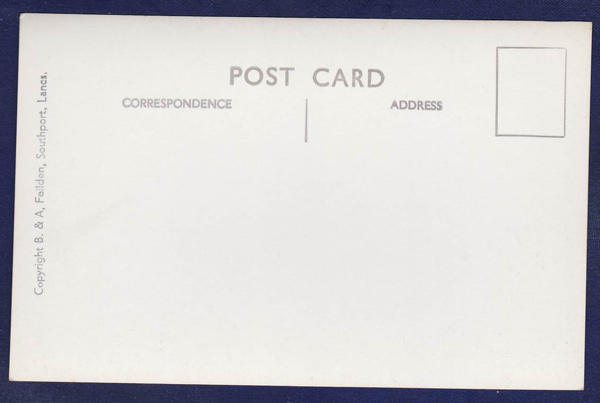 POST CARD
CORRESPONDENCE
ADDRESS
Copyright B. & A, Feilden, Southport, Lancs.